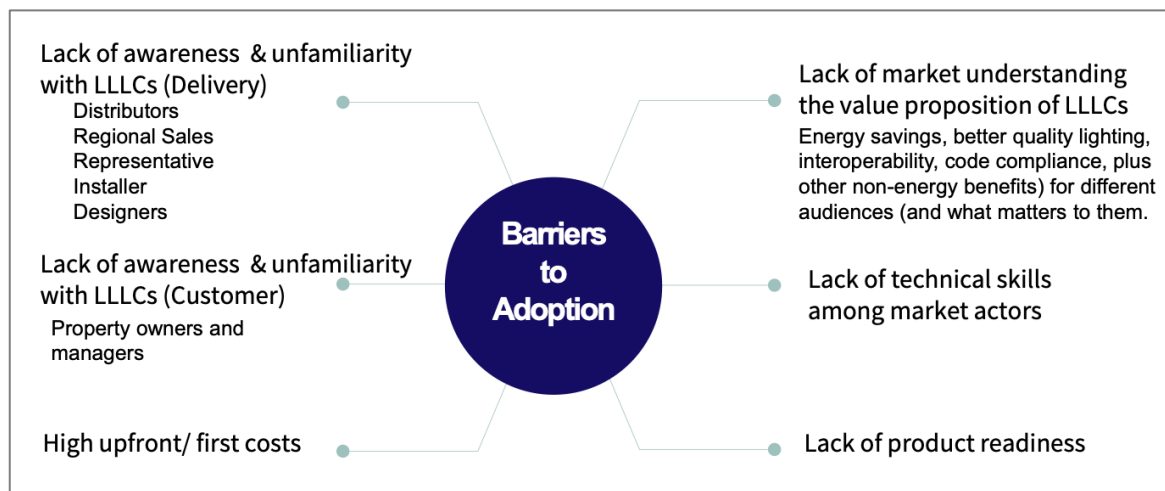 Lack of awareness & unfamiliarity
with LLLCs (Delivery)
Distributors
Regional Sales
Representative
Installer
Designers
Lack of awareness & unfamiliarity
with LLLCs (Customer)
Property owners and
managers
High upfront/ first costs
Barriers
to
Adoption
Lack of market understanding
the value proposition of LLLCs
Energy savings, better quality lighting,
interoperability, code compliance, plus
other non-energy benefits) for different
audiences (and what matters to them.
Lack of technical skills
among market actors
Lack of product readiness